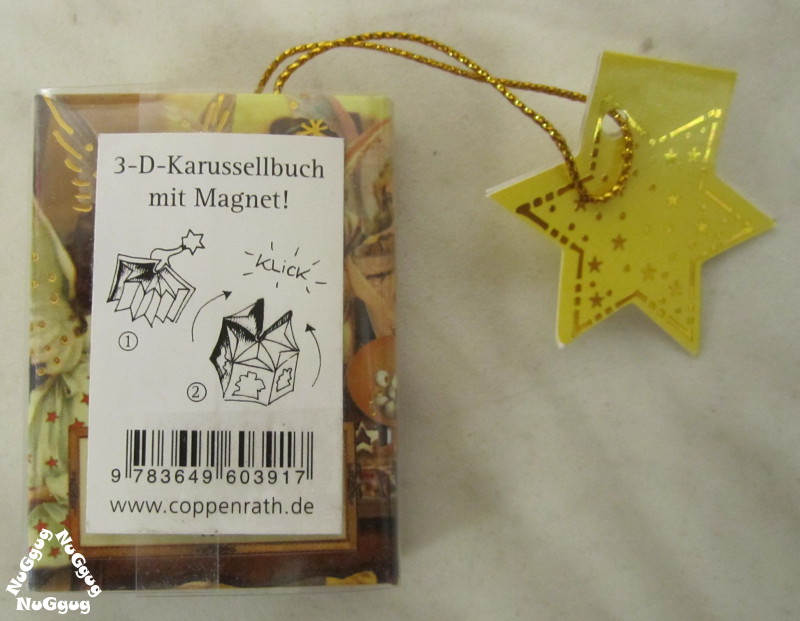 3-D-Karussellbuch
mit Magnet!
KLICK
1
2
9 783649 603917
www.coppenrath.de
NuGgug NuGgug
NuGgug